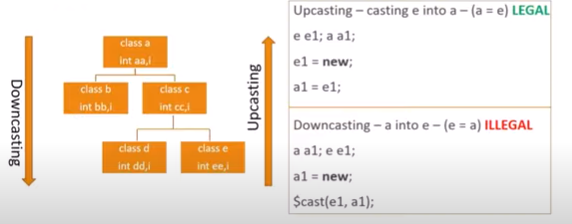 Downcasting
class a
int aa,i
class b
int bb,i
class c
int cc,i
class d
int dd,i
class e
int ee,i
Upcasting
Upcasting – casting e into a – (a = e) LEGAL
e e1; a a1;
e1 = new;
a1 = e1;
Downcasting – a into e – (e = a) ILLEGAL
a a1; e e1;
a1 = new;
$cast(e1, a1);